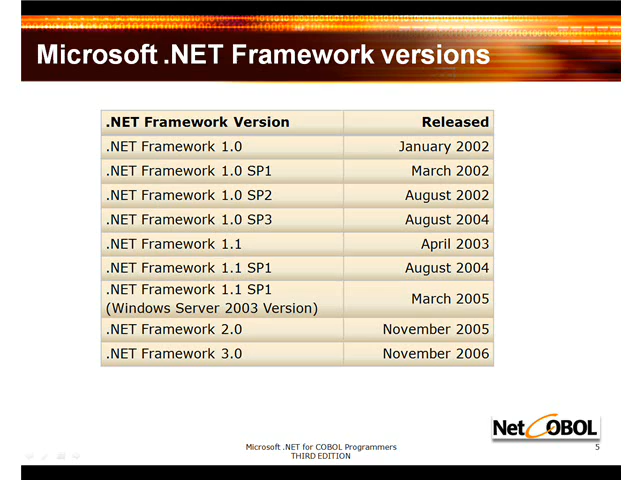 Microsoft .NET Framework versions
.NET Framework Version Released
.NET Framework 1.0 January 2002
.NET Framework 1.0 SP1 March 2002
.NET Framework 1.0 SP2 August 2002
.NET Framework 1.0 SP3 August 2004
.NET Framework 1.1 April 2003
.NET Framework 1.1 SP1 August 2004
.NET Framework 1.1 SP1
(Windows Server 2003 Version) March 2005
.NET Framework 2.0 November 2005
.NET Framework 3.0 November 2006
NetCOBOL
Microsoft .NET for COBOL Programmers 5
THIRD EDITION